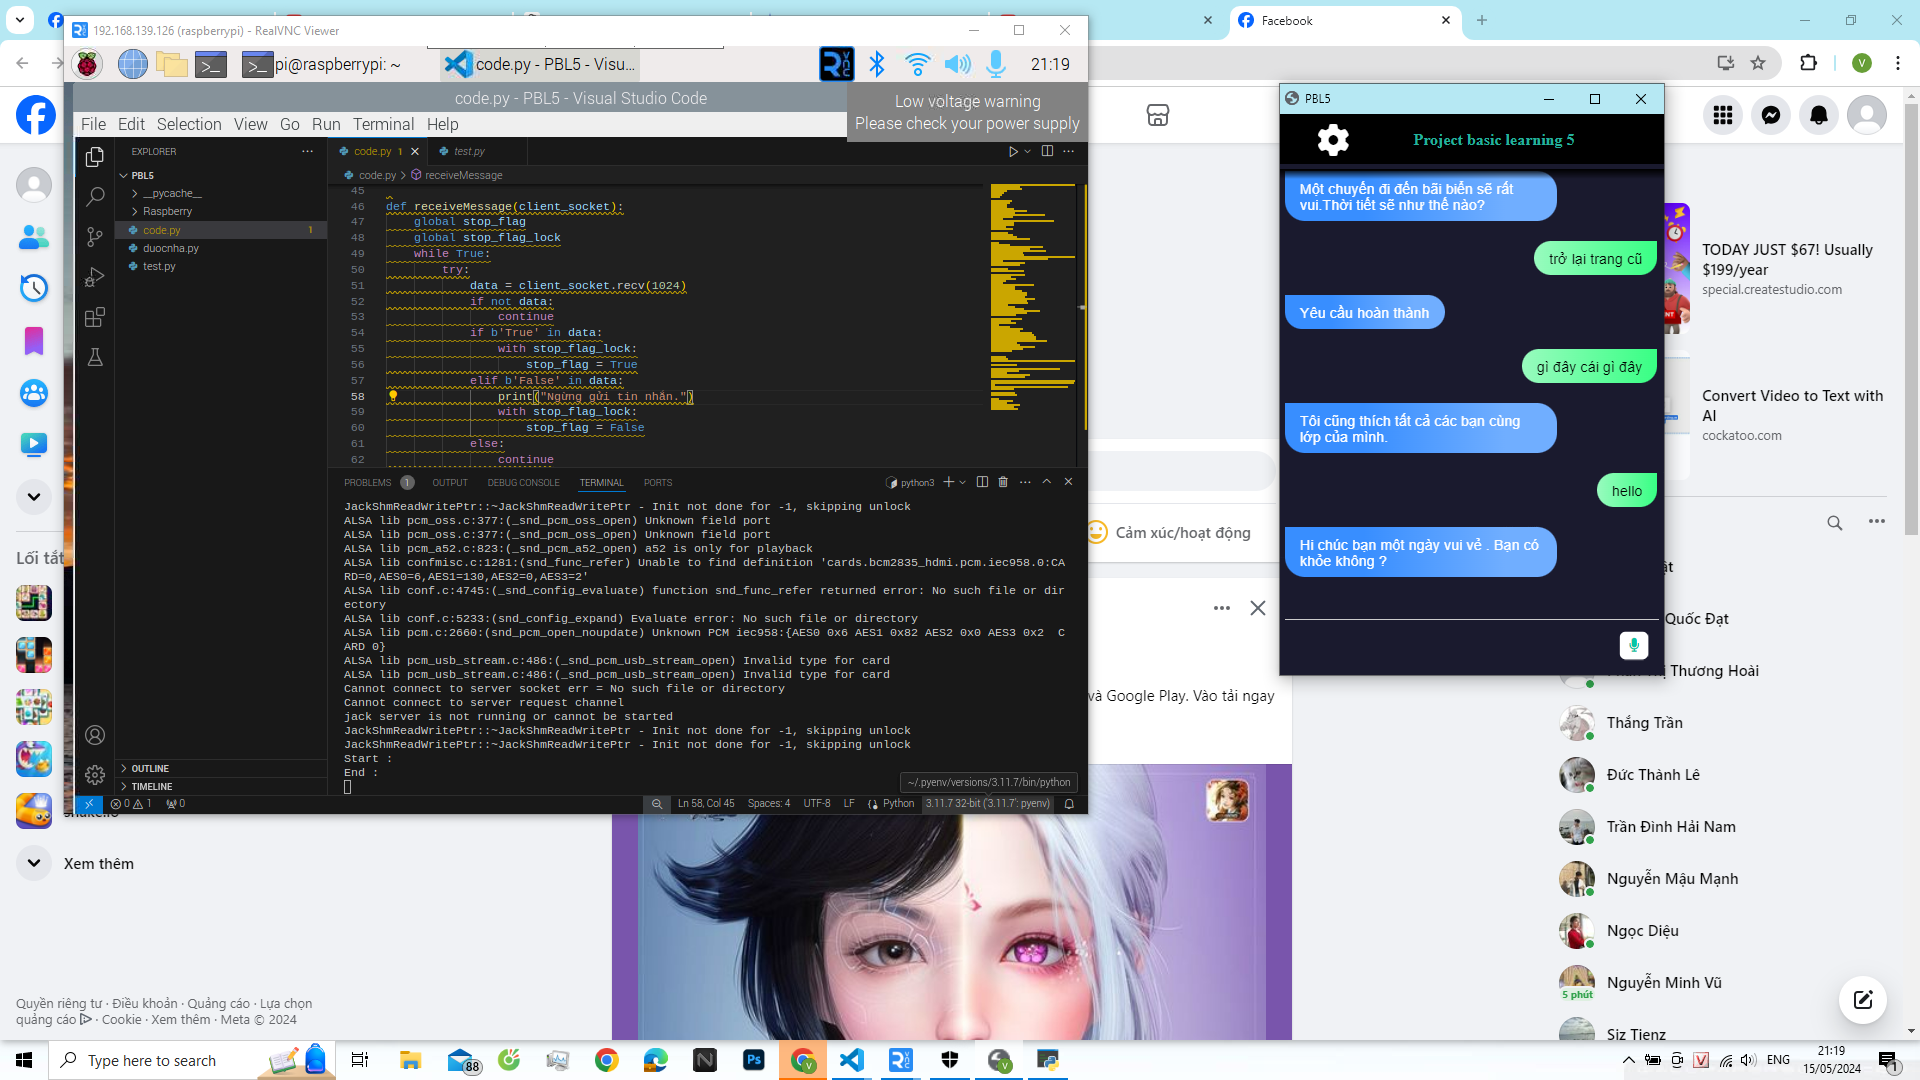 Facebook
192.168.139.126 (raspberrypi) - RealVNC Viewer
pi@raspberrypi: ~
code.py - PBL5 - Visu...
21:19
code.py - PBL5 - Visual Studio Code
Low voltage warning
Please check your power supply
File Edit Selection View Go Run Terminal Help
EXPLORER
PBL5
__pycache__
Raspberry
code.py 1
duocnha.py
test.py
OUTLINE
TIMELINE
code.py 1
test.py
code.py > receiveMessage
45
46 def receiveMessage(client_socket):
47 global stop_flag
48 global stop_flag_lock
49 while True:
50 try:
51 data = client_socket.recv(1024)
52 if not data:
53 continue
54 if b'True' in data:
55 with stop_flag_lock:
56 stop_flag = True
57 elif b'False' in data:
58 print("Ngừng gửi tin nhắn.")
59 with stop_flag_lock:
60 stop_flag = False
61 else:
62 continue
PROBLEMS 1 OUTPUT DEBUG CONSOLE TERMINAL PORTS
python3
JackShmReadWritePtr::~JackShmReadWritePtr - Init not done for -1, skipping unlock
ALSA lib pcm_oss.c:377:(_snd_pcm_oss_open) Unknown field port
ALSA lib pcm_oss.c:377:(_snd_pcm_oss_open) Unknown field port
ALSA lib pcm_a52.c:823:(_snd_pcm_a52_open) a52 is only for playback
ALSA lib confmisc.c:1281:(snd_func_refer) Unable to find definition 'cards.bcm2835_hdmi.pcm.iec958.0:CA
RD=0,AES0=6,AES1=130,AES2=0,AES3=2'
ALSA lib conf.c:4745:(_snd_config_evaluate) function snd_func_refer returned error: No such file or dir
ectory
ALSA lib conf.c:5233:(snd_config_expand) Evaluate error: No such file or directory
ALSA lib pcm.c:2660:(snd_pcm_open_noupdate) Unknown PCM iec958:{AES0 0x6 AES1 0x82 AES2 0x0 AES3 0x2 C
ARD 0}
ALSA lib pcm_usb_stream.c:486:(_snd_pcm_usb_stream_open) Invalid type for card
ALSA lib pcm_usb_stream.c:486:(_snd_pcm_usb_stream_open) Invalid type for card
Cannot connect to server socket err = No such file or directory
Cannot connect to server request channel
jack server is not running or cannot be started
JackShmReadWritePtr::~JackShmReadWritePtr - Init not done for -1, skipping unlock
JackShmReadWritePtr::~JackShmReadWritePtr - Init not done for -1, skipping unlock
Start :
End :
~/.pyenv/versions/3.11.7/bin/python
0 1 0
Ln 58, Col 45 Spaces: 4 UTF-8 LF Python 3.11.7 32-bit ('3.11.7': pyenv)
PBL5
Project basic learning 5
Một chuyến đi đến bãi biển sẽ rất
vui.Thời tiết sẽ như thế nào?
trở lại trang cũ
Yêu cầu hoàn thành
gì đây cái gì đây
Tôi cũng thích tất cả các bạn cùng
lớp của mình.
hello
Hi chúc bạn một ngày vui vẻ . Bạn có
khỏe không ?
TODAY JUST $67! Usually
$199/year
special.createstudio.com
Convert Video to Text with
AI
cockatoo.com
Cảm xúc/hoạt động
và Google Play. Vào tải ngay
Lối tắt
Xem thêm
Quốc Đạt
Thị Thương Hoài
Thắng Trần
Đức Thành Lê
Trần Đình Hải Nam
Nguyễn Mậu Mạnh
Ngọc Diệu
Nguyễn Minh Vũ
5 phút
Siz Tienz
Quyền riêng tư · Điều khoản · Quảng cáo · Lựa chọn
quảng cáo · Cookie · Xem thêm · Meta © 2024
Type here to search
88
ENG
21:19
15/05/2024
1